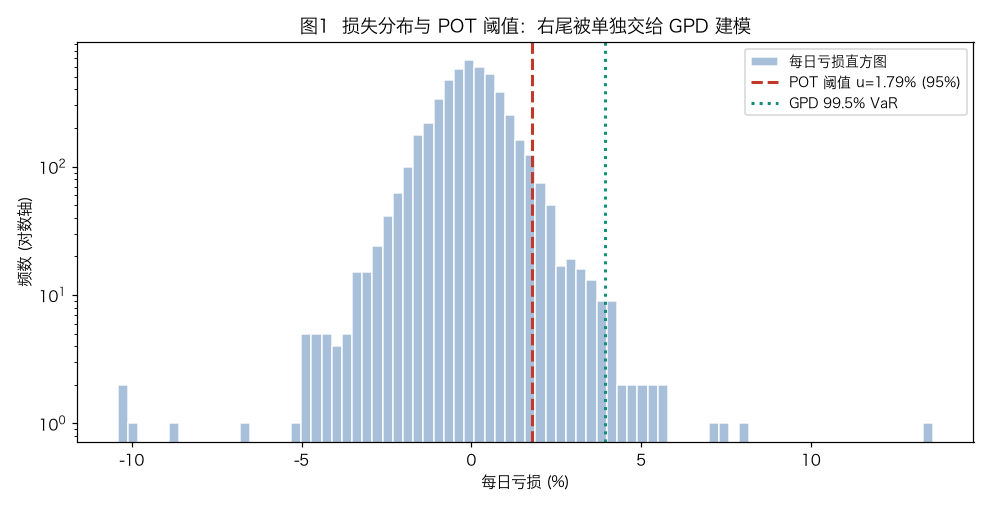 图1  损失分布与 POT 阈值：右尾被单独交给 GPD 建模
每日亏损直方图
POT 阈值 u=1.79% (95%)
GPD 99.5% VaR
频数 (对数轴)
10²
10¹
10⁰
-10
-5
0
5
10
每日亏损 (%)